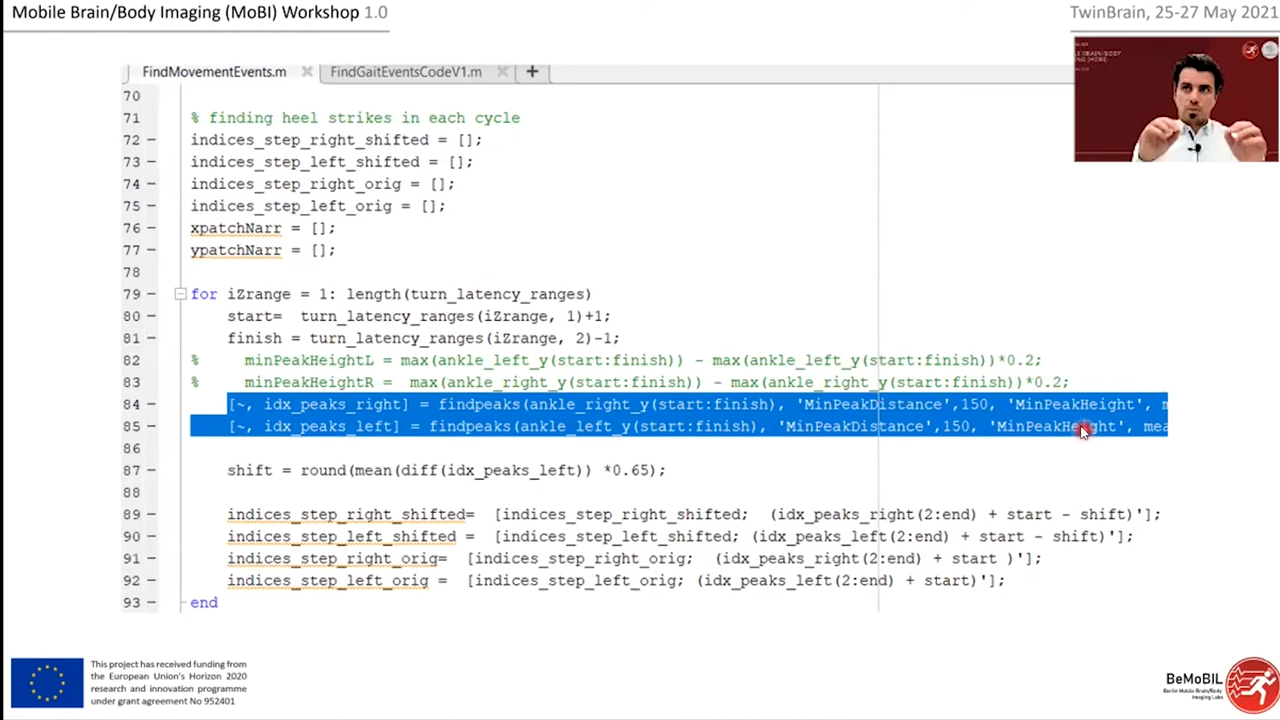 Mobile Brain/Body Imaging (MoBI) Workshop 1.0
TwinBrain, 25-27 May 2021
FindMovementEvents.m × FindGaitEventsCodeV1.m × +
70
71 – % finding heel strikes in each cycle
72 – indices_step_right_shifted = [];
73 – indices_step_left_shifted = [];
74 – indices_step_right_orig = [];
75 – indices_step_left_orig = [];
76 – xpatchNarr = [];
77 – ypatchNarr = [];
78
79 – for iZrange = 1: length(turn_latency_ranges)
80 – start= turn_latency_ranges(iZrange, 1)+1;
81 – finish = turn_latency_ranges(iZrange, 2)-1;
82 % minPeakHeightL = max(ankle_left_y(start:finish)) - max(ankle_left_y(start:finish))*0.2;
83 % minPeakHeightR = max(ankle_right_y(start:finish)) - max(ankle_right_y(start:finish))*0.2;
84 – [~, idx_peaks_right] = findpeaks(ankle_right_y(start:finish), 'MinPeakDistance',150, 'MinPeakHeight', m
85 – [~, idx_peaks_left] = findpeaks(ankle_left_y(start:finish), 'MinPeakDistance',150, 'MinPeakHeight', mea
86
87 – shift = round(mean(diff(idx_peaks_left)) *0.65);
88
89 – indices_step_right_shifted= [indices_step_right_shifted; (idx_peaks_right(2:end) + start - shift)'];
90 – indices_step_left_shifted = [indices_step_left_shifted; (idx_peaks_left(2:end) + start - shift)'];
91 – indices_step_right_orig= [indices_step_right_orig; (idx_peaks_right(2:end) + start )'];
92 – indices_step_left_orig = [indices_step_left_orig; (idx_peaks_left(2:end) + start)'];
93 – end
This project has received funding from
the European Union's Horizon 2020
research and innovation programme
under grant agreement No 952401
BeMoBIL
Berlin Mobile Brain/Body
Imaging Labs